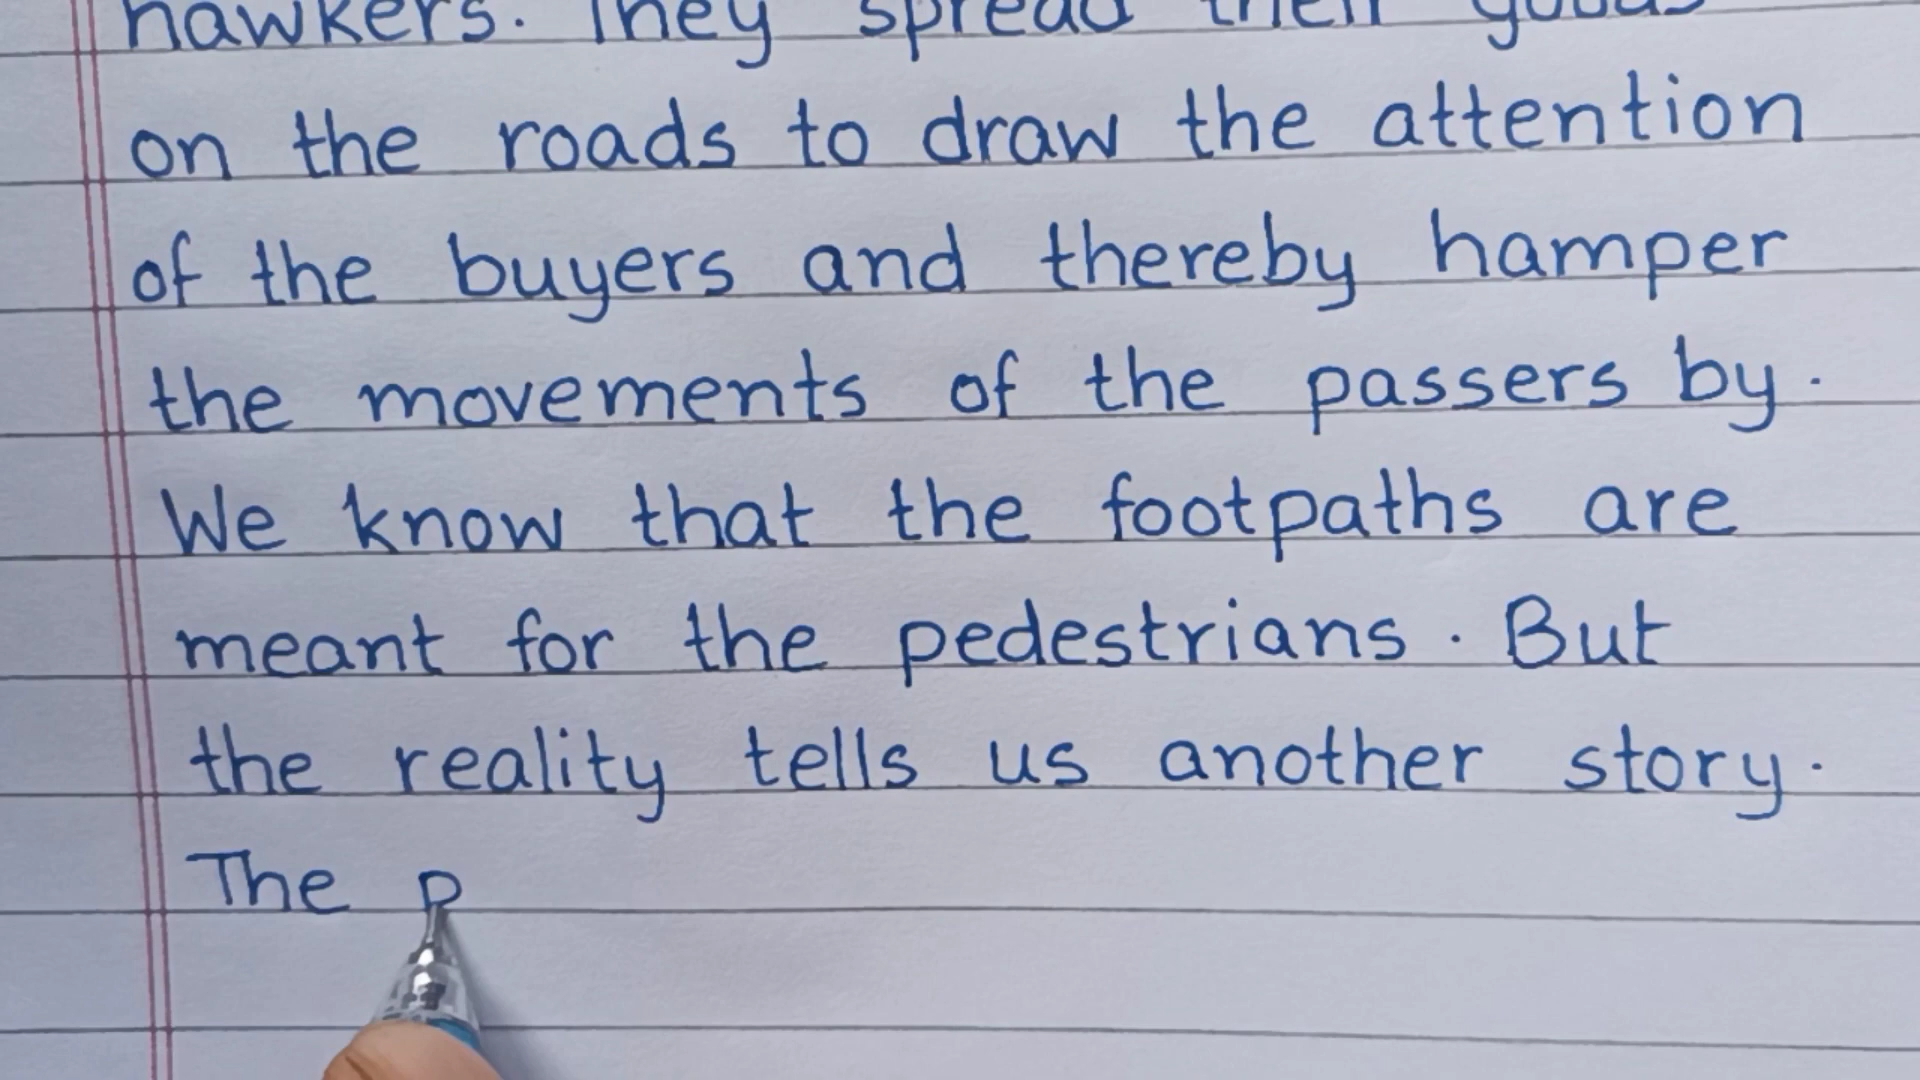 hawkers. They spread their goods
on the roads to draw the attention
of the buyers and thereby hamper
the movements of the passers by.
We know that the footpaths are
meant for the pedestrians. But
the reality tells us another story.
The p